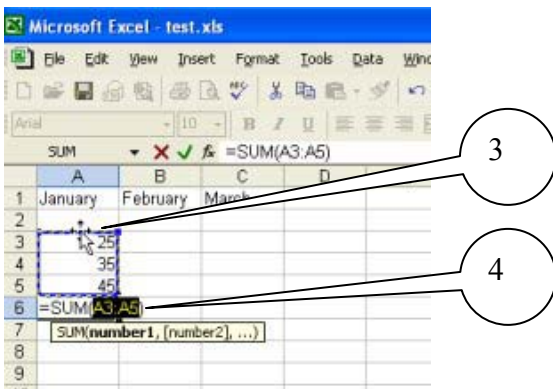 Microsoft Excel - test.xls
File Edit View Insert Format Tools Data Wind
Arial 10 B I U
SUM fx =SUM(A3:A5)
3
A B C D
1 January February March
2
3 25
4 35
5 45
4
6 =SUM(A3:A5)
7 SUM(number1, [number2], ...)
8
9